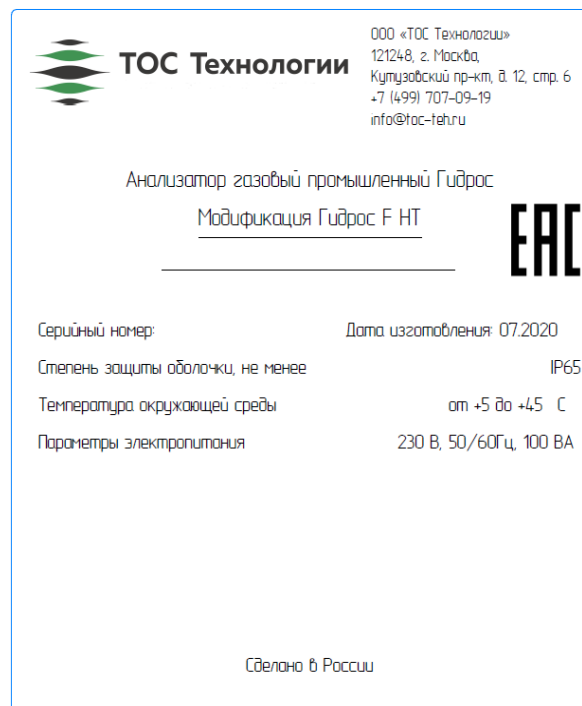 ТОС Технологии
ООО «ТОС Технологии»
121248, г. Москва,
Кутузовский пр-кт, д. 12, стр. 6
+7 (499) 707-09-19
info@toc-teh.ru
Анализатор газовый промышленный Гидрос
Модификация Гидрос F HT
EAC
Серийный номер: Дата изготовления: 07.2020
Степень защиты оболочки, не менее IP65
Температура окружающей среды от +5 до +45 С
Параметры электропитания 230 В, 50/60Гц, 100 ВА
Сделано в России